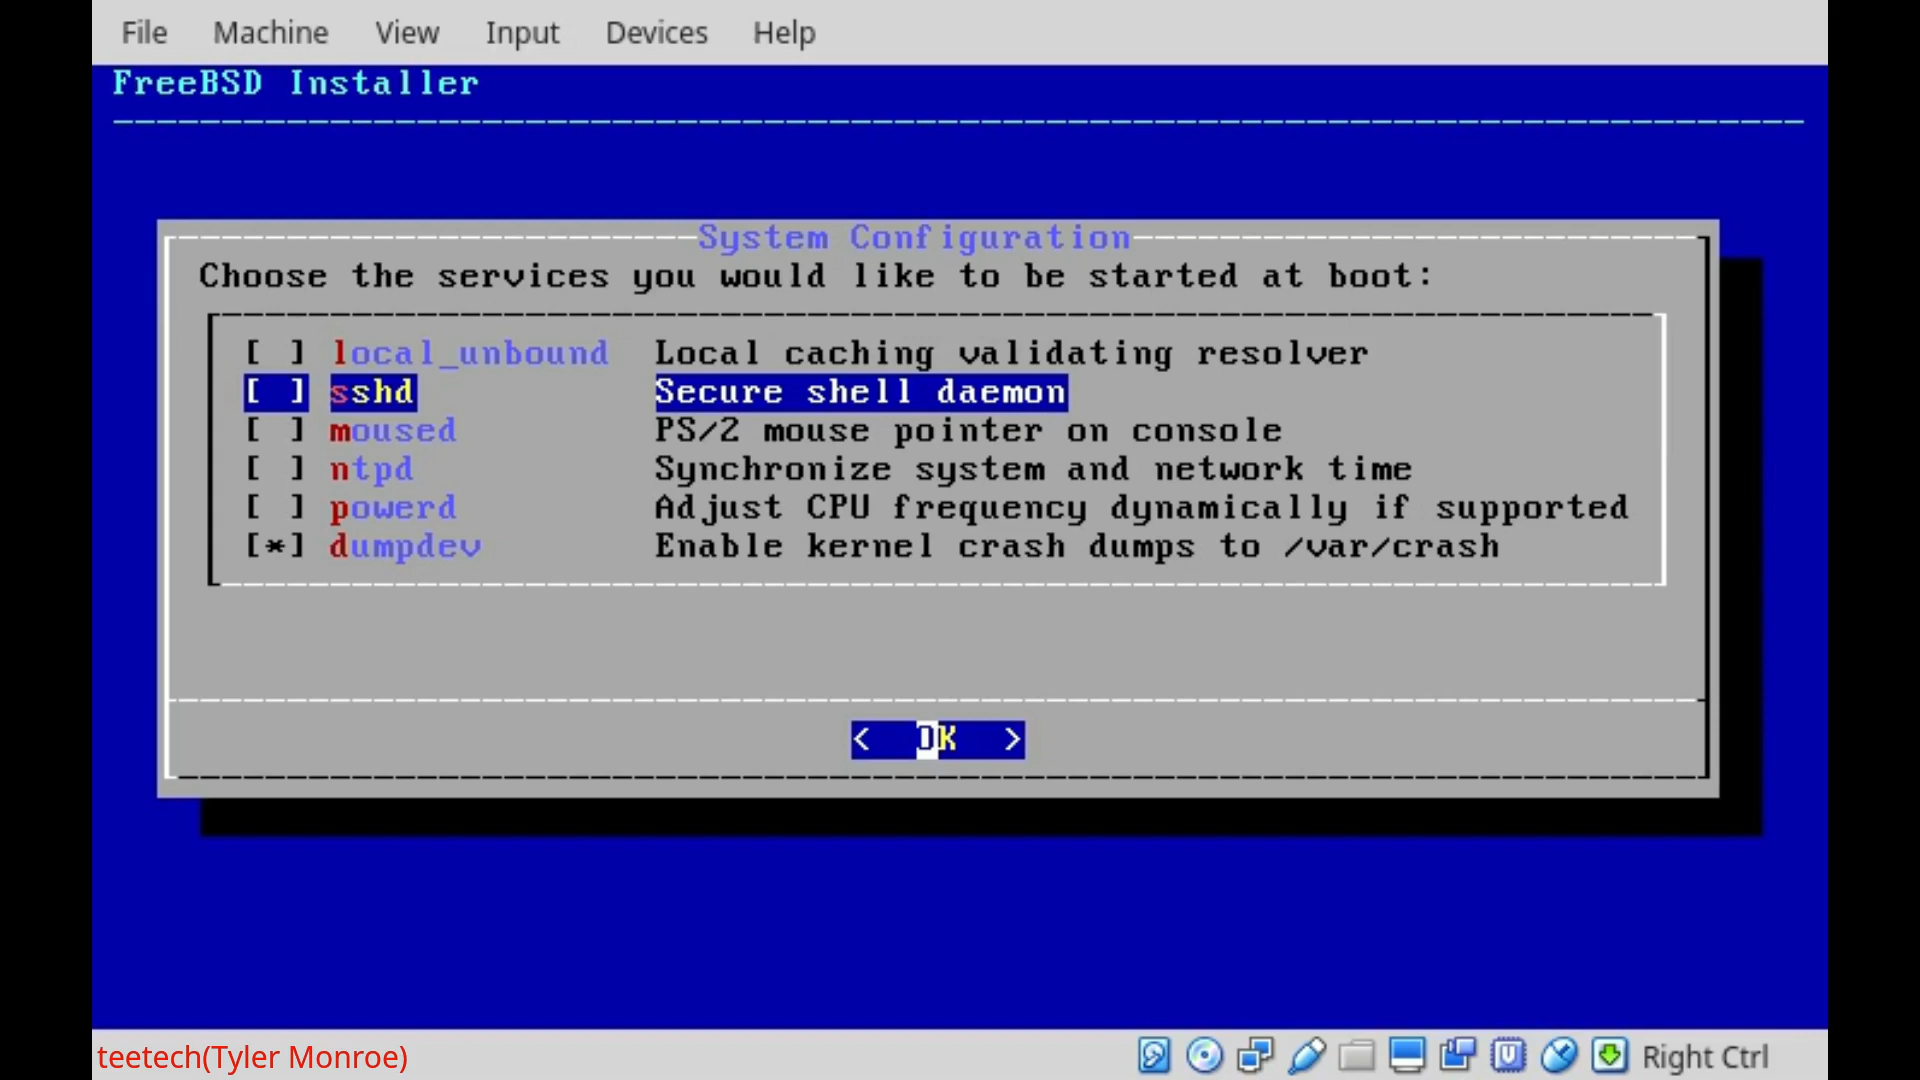 File Machine View Input Devices Help
FreeBSD Installer
System Configuration
Choose the services you would like to be started at boot:
[ ] local_unbound Local caching validating resolver
[ ] sshd Secure shell daemon
[ ] moused PS/2 mouse pointer on console
[ ] ntpd Synchronize system and network time
[ ] powerd Adjust CPU frequency dynamically if supported
[*] dumpdev Enable kernel crash dumps to /var/crash
< OK >
teetech(Tyler Monroe) Right Ctrl